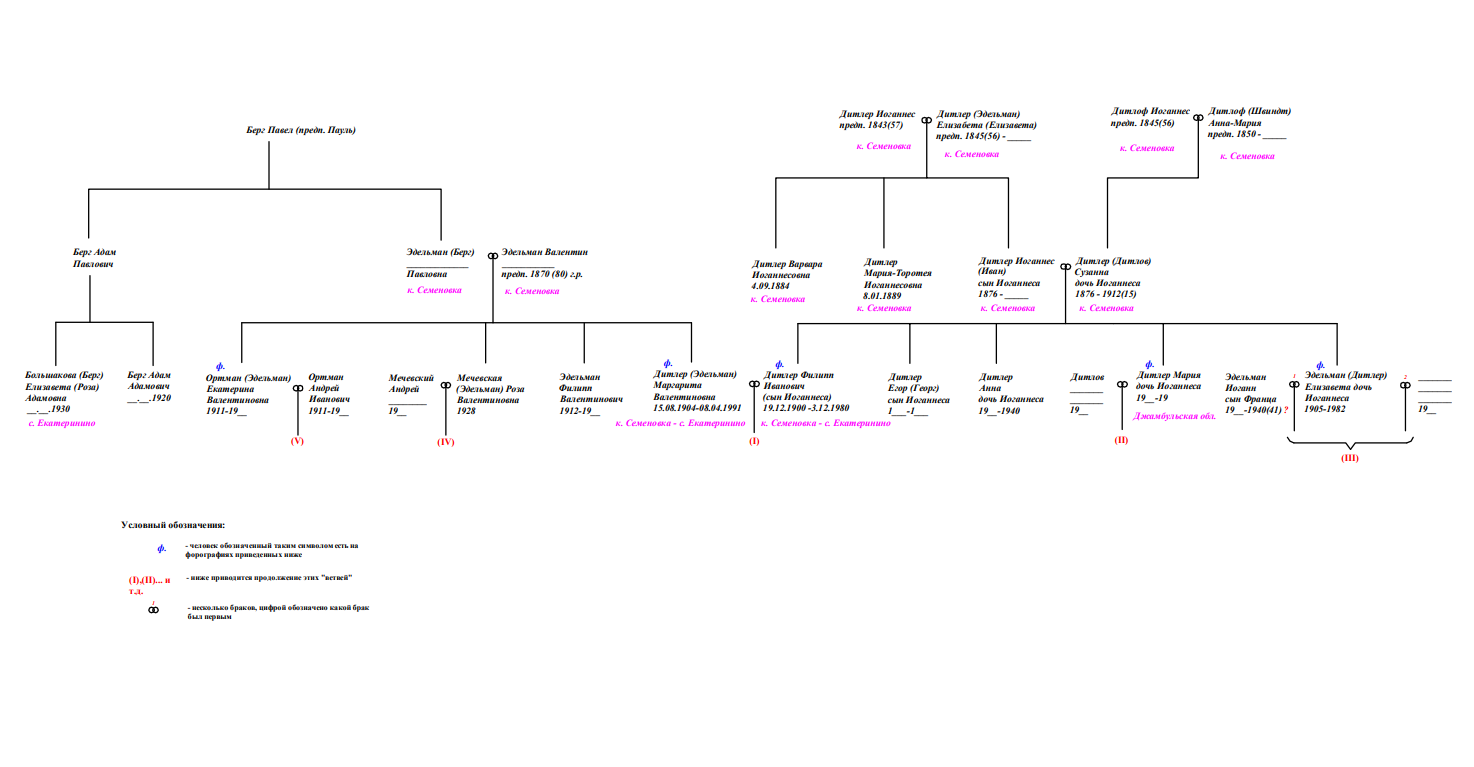 Берг Павел (предп. Пауль)
Дитлер Иоганнес
предп. 1843(57)
к. Семеновка
Дитлер (Эдельман)
Елизабета (Елизавета)
предп. 1845(56) - _____
к. Семеновка
Дитлоф Иоганнес
предп. 1845(56)
к. Семеновка
Дитлоф (Швиндт)
Анна-Мария
предп. 1850 - _____
к. Семеновка
Берг Адам
Павлович
Эдельман (Берг)
_____________
Павловна
к. Семеновка
Эдельман Валентин
___________
предп. 1870 (80) г.р.
к. Семеновка
Дитлер Варвара
Иоганнесовна
4.09.1884
к. Семеновка
Дитлер
Мария-Торотея
Иоганнесовна
8.01.1889
к. Семеновка
Дитлер Иоганнес
(Иван)
сын Иоганнеса
1876 - _____
к. Семеновка
Дитлер (Дитлов)
Сузанна
дочь Иоганнеса
1876 - 1912(15)
к. Семеновка
Большакова (Берг)
Елизавета (Роза)
Адамовна
__.__.1930
с. Екатеринино
Берг Адам
Адамович
__.__.1920
ф.
Ортман (Эдельман)
Екатерина
Валентиновна
1911-19__
Ортман
Андрей
Иванович
1911-19__
(V)
Мечевский
Андрей
________
19__
Мечевская
(Эдельман) Роза
Валентиновна
1928
(IV)
Эдельман
Филипп
Валентинович
1912-19__
ф.
Дитлер (Эдельман)
Маргарита
Валентиновна
15.08.1904-08.04.1991
к. Семеновка - с. Екатеринино
ф.
Дитлер Филипп
Иванович
(сын Иоганнеса)
19.12.1900 -3.12.1980
к. Семеновка - с. Екатеринино
(I)
Дитлер
Егор (Георг)
сын Иоганнеса
1___-1___
Дитлер
Анна
дочь Иоганнеса
19__-1940
Дитлов
_______
_______
19__
ф.
Дитлер Мария
дочь Иоганнеса
19__-19
Джамбульская обл.
(II)
Эдельман
Иоганн
сын Франца
19__-1940(41) ?
1
ф.
Эдельман (Дитлер)
Елизавета дочь
Иоганнеса
1905-1982
2
_______
_______
_______
19__
(III)
Условный обозначения:
ф.
- человек обозначенный таким символом есть на
форографиях приведенных ниже
(I),(II)... и
т.д.
- ниже приводится продолжение этих "ветвей"
1
- несколько браков, цифрой обозначено какой брак
был первым